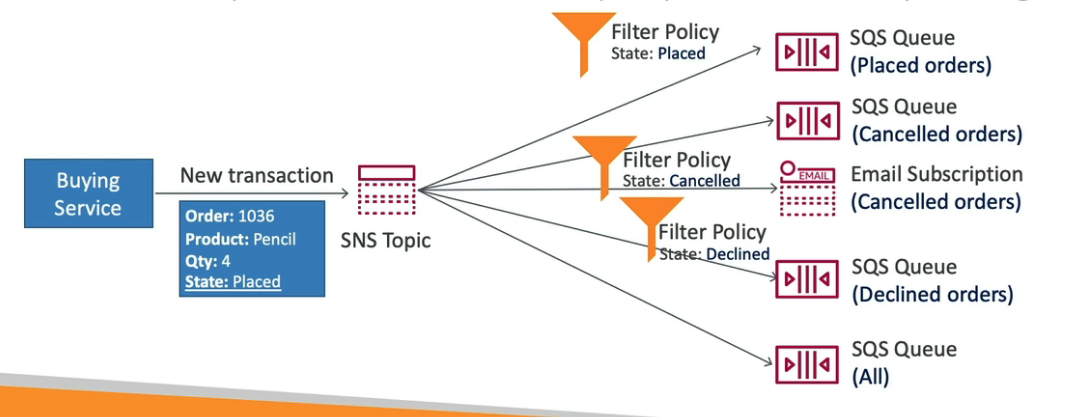 Filter Policy
State: Placed
SQS Queue
(Placed orders)
SQS Queue
(Cancelled orders)
Filter Policy
State: Cancelled
EMAIL
Email Subscription
(Cancelled orders)
Buying
Service
New transaction
Order: 1036
Product: Pencil
Qty: 4
State: Placed
SNS Topic
Filter Policy
State: Declined
SQS Queue
(Declined orders)
SQS Queue
(All)